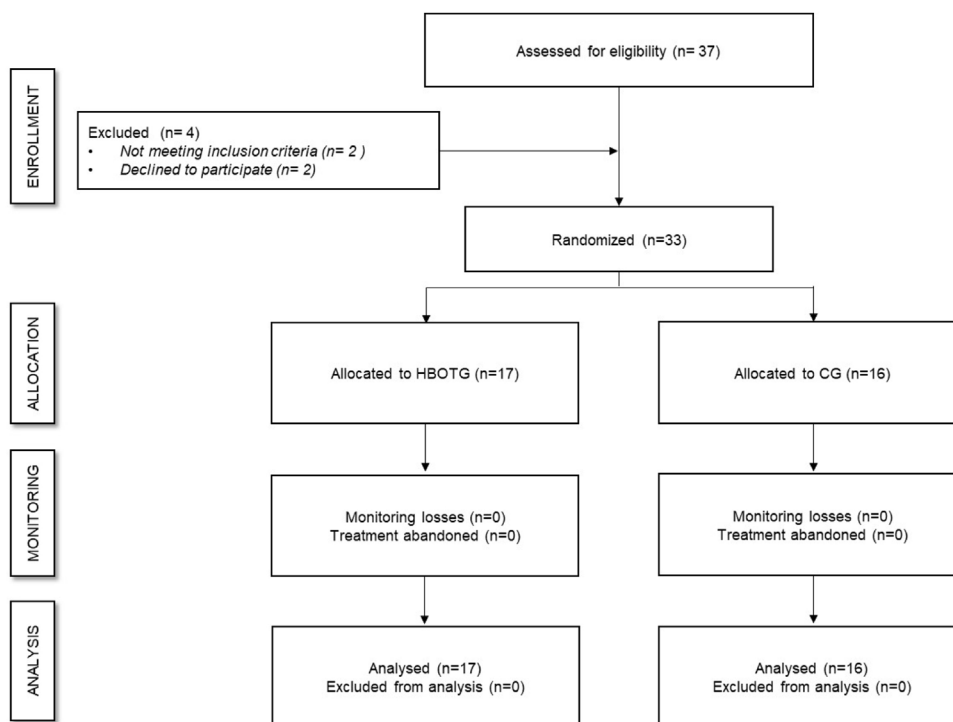 Assessed for eligibility (n= 37)
ENROLLMENT
Excluded (n= 4)
• Not meeting inclusion criteria (n= 2 )
• Declined to participate (n= 2)
Randomized (n=33)
ALLOCATION
Allocated to HBOTG (n=17)
Allocated to CG (n=16)
MONITORING
Monitoring losses (n=0)
Treatment abandoned (n=0)
Monitoring losses (n=0)
Treatment abandoned (n=0)
ANALYSIS
Analysed (n=17)
Excluded from analysis (n=0)
Analysed (n=16)
Excluded from analysis (n=0)